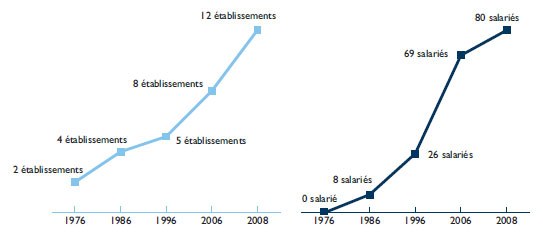 12 établissements
8 établissements
4 établissements
5 établissements
2 établissements
1976 1986 1996 2006 2008
80 salariés
69 salariés
26 salariés
8 salariés
0 salarié
1976 1986 1996 2006 2008